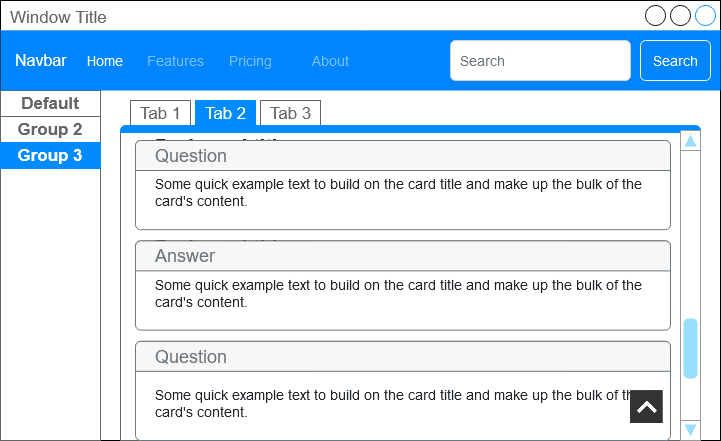 Window Title
Navbar Home Features Pricing About Search Search
Default
Group 2
Group 3
Tab 1 Tab 2 Tab 3
Question
Some quick example text to build on the card title and make up the bulk of the
card's content.
Answer
Some quick example text to build on the card title and make up the bulk of the
card's content.
Question
Some quick example text to build on the card title and make up the bulk of
card's content.